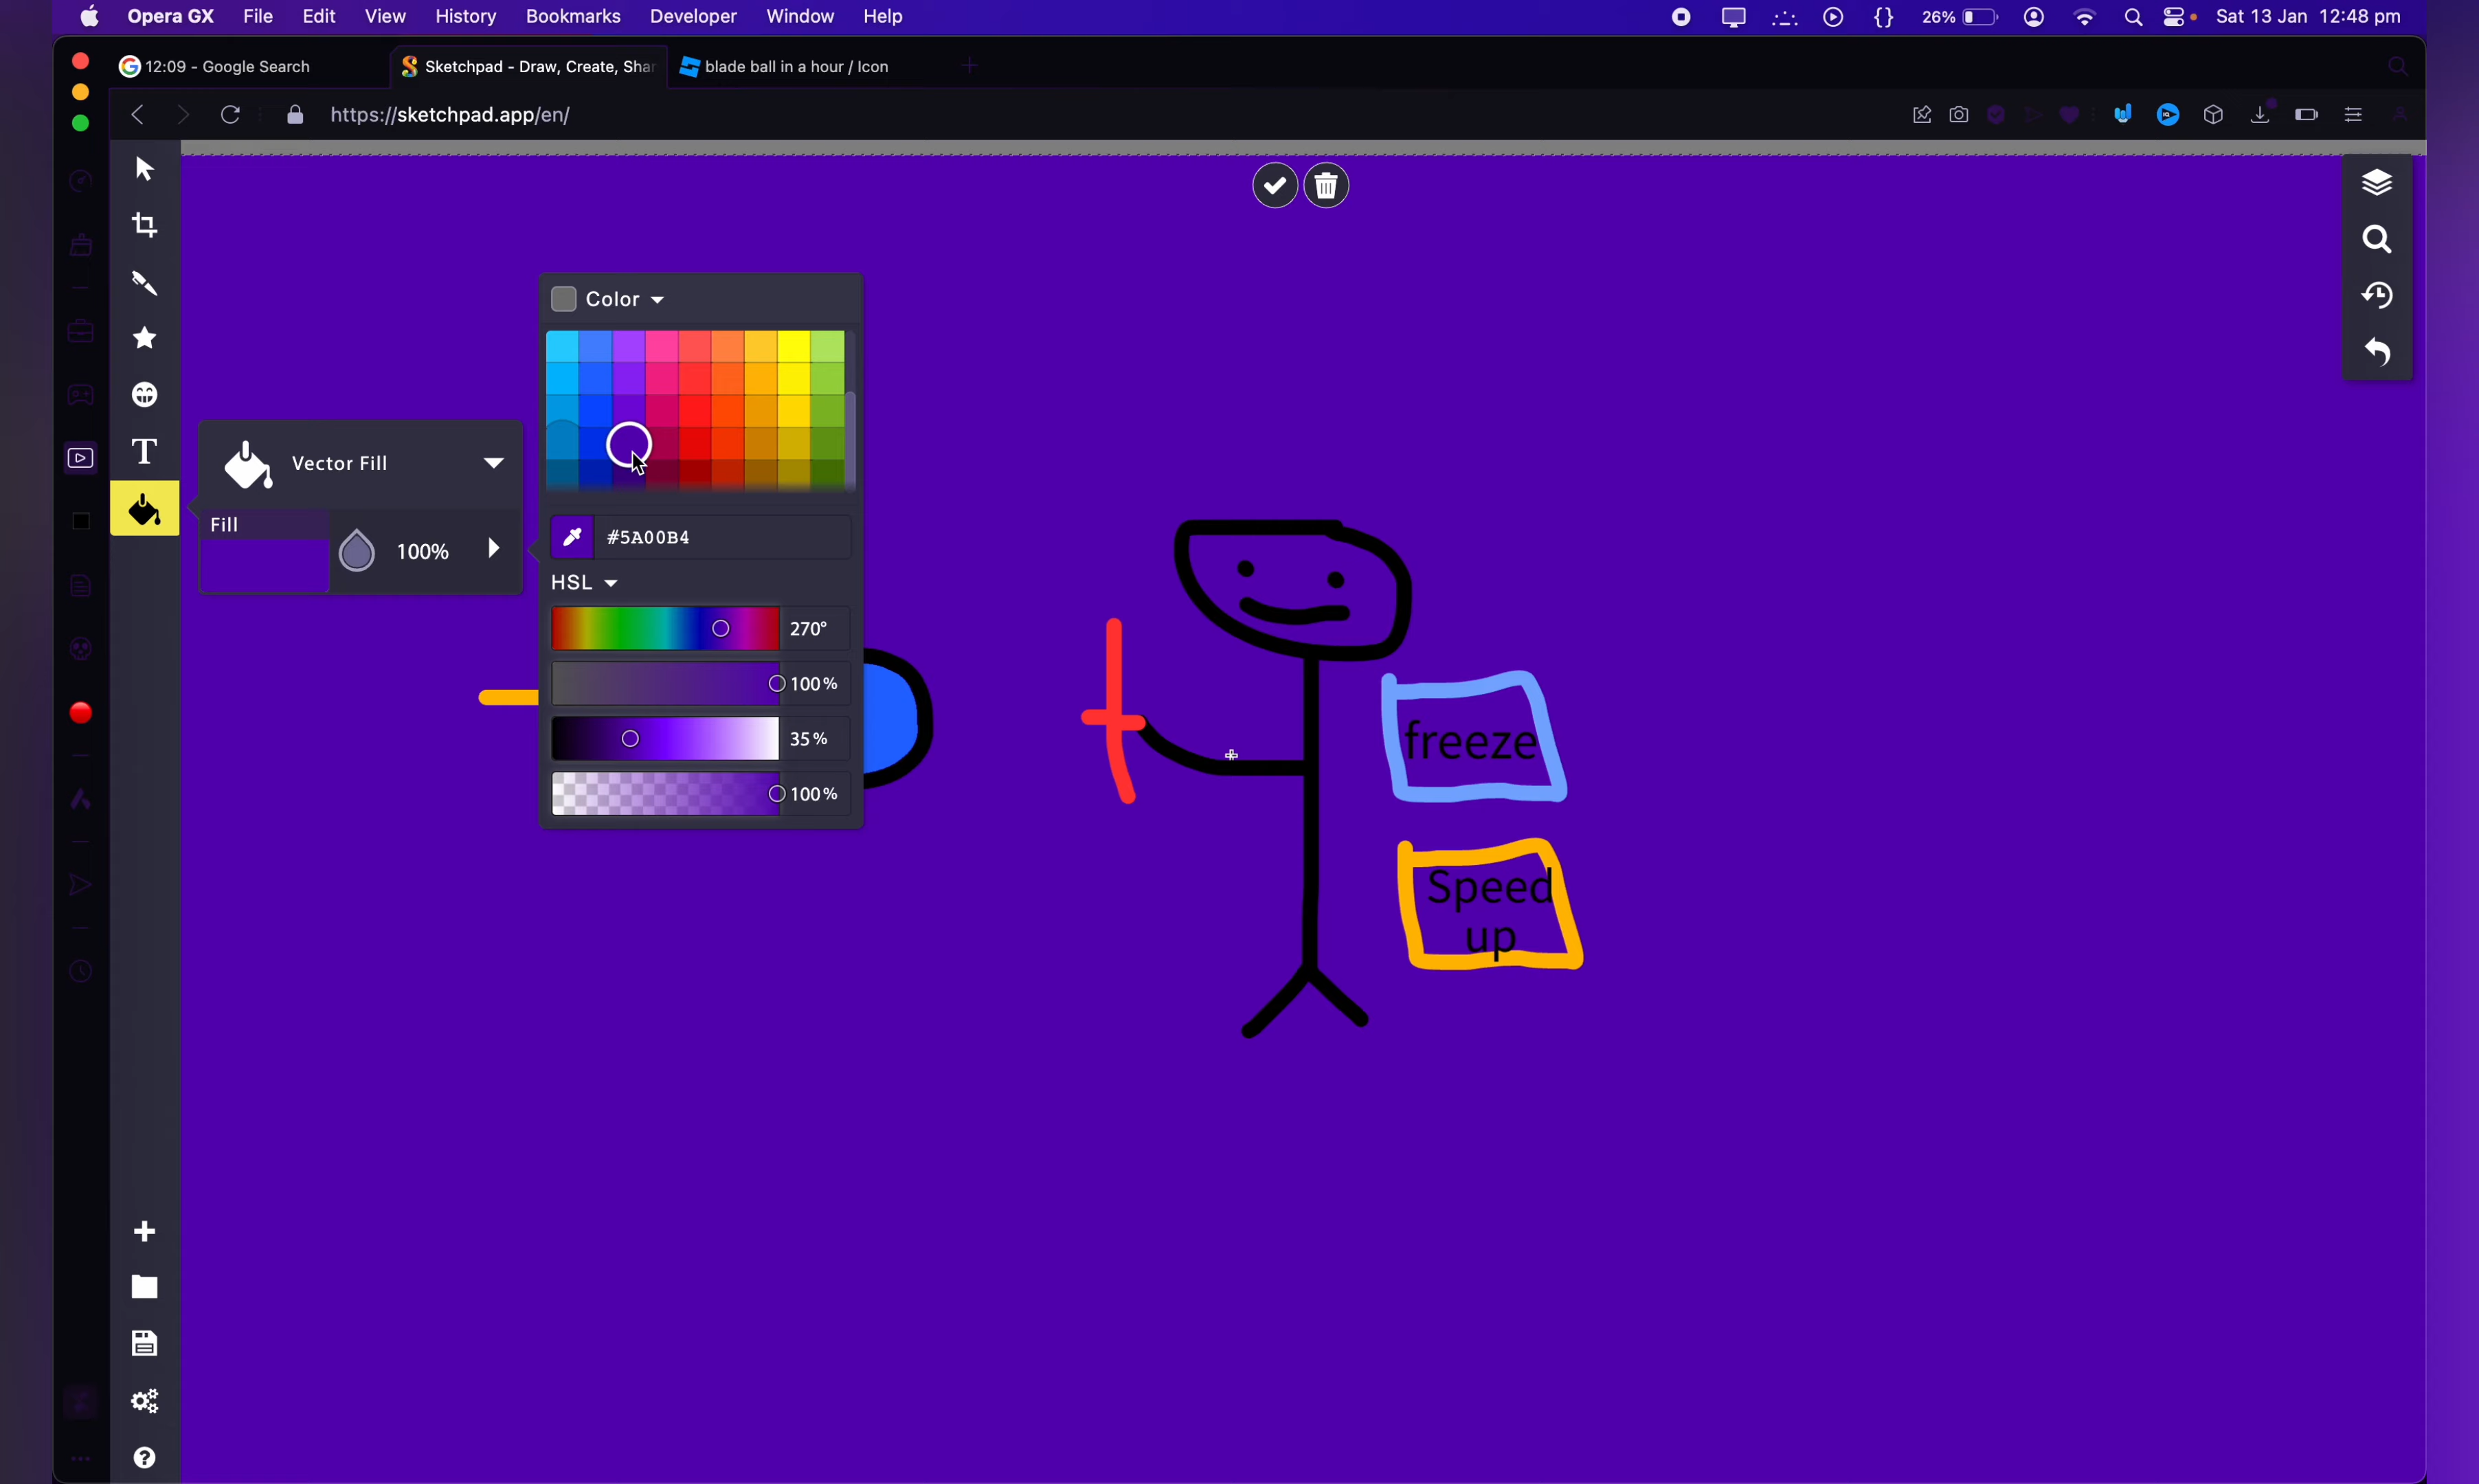 Opera GX File Edit View History Bookmarks Developer Window Help 26% Sat 13 Jan 12:48 pm
12:09 - Google Search Sketchpad - Draw, Create, Shar blade ball in a hour / Icon
https://sketchpad.app/en/
Color
Vector Fill
Fill
100%
#5A00B4
HSL
270°
100%
35%
100%
freeze
Speed
up